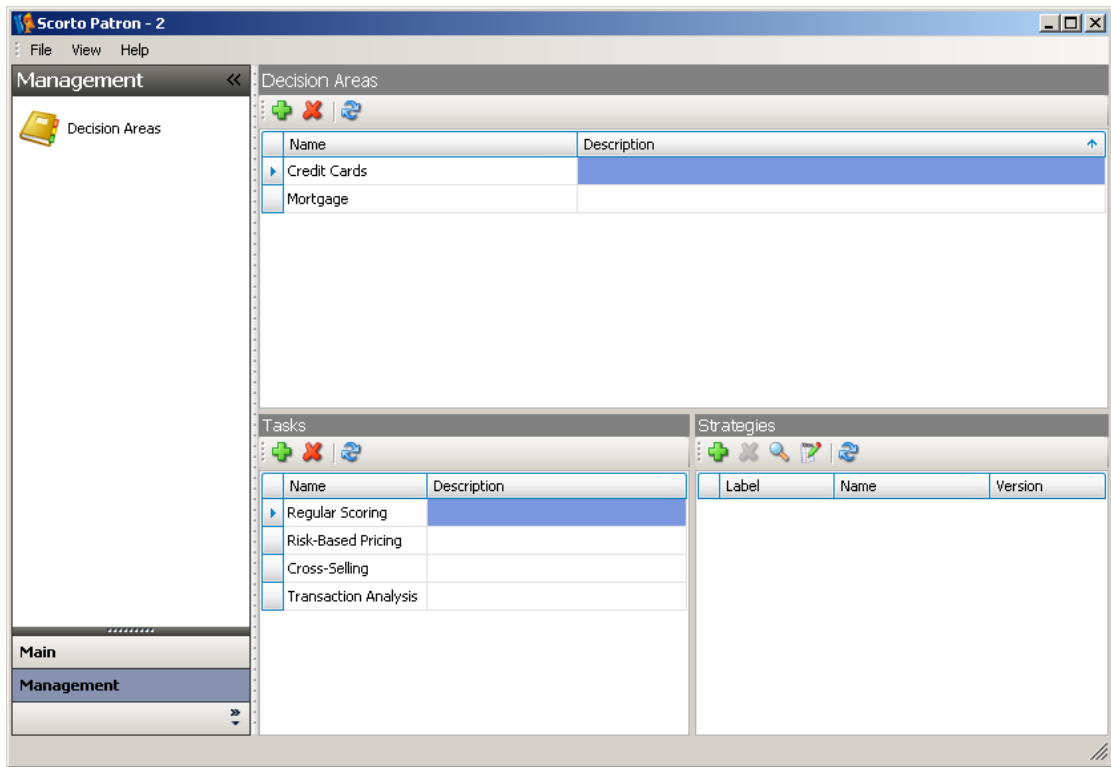 Scorto Patron - 2
File View Help
Management
Decision Areas
Decision Areas
Name Description
Credit Cards
Mortgage
Tasks
Name Description
Regular Scoring
Risk-Based Pricing
Cross-Selling
Transaction Analysis
Strategies
Label Name Version
Main
Management